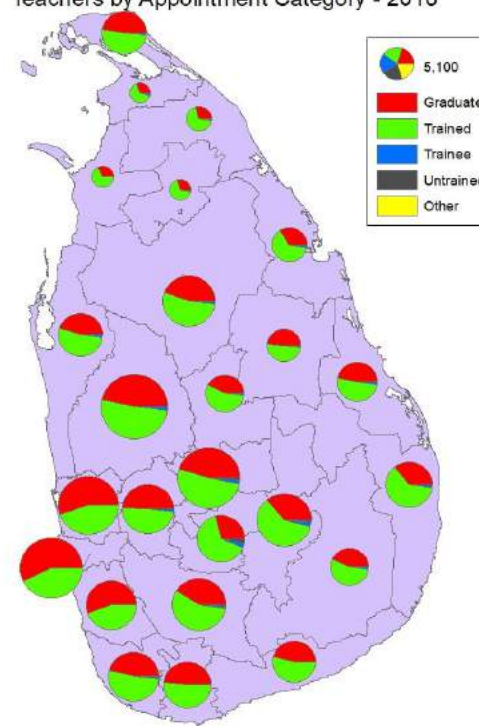 Teachers by Appointment Category - 2016
5,100
Graduate
Trained
Trainee
Untrained
Other